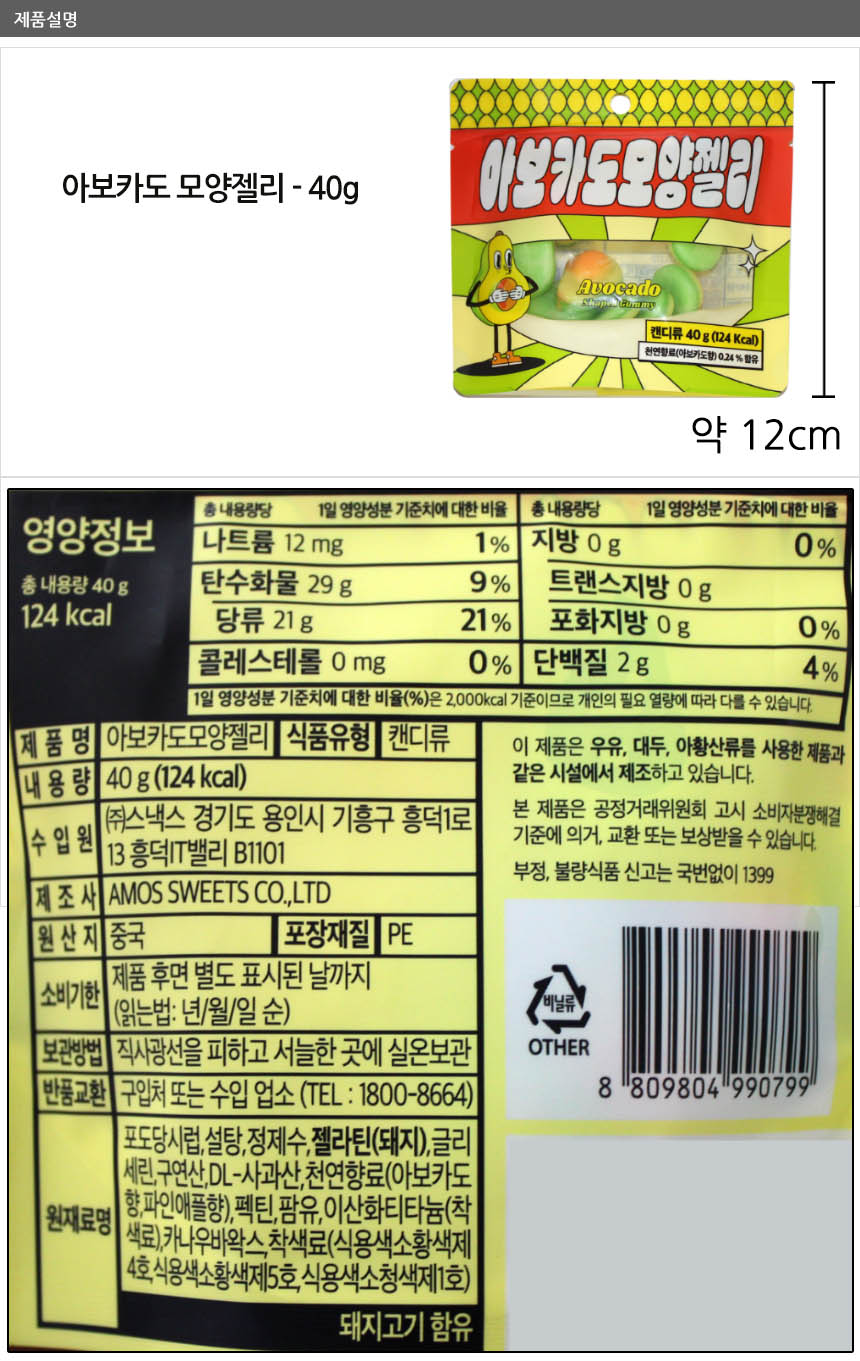 제품설명
아보카도 모양젤리 - 40g
아보카도모양젤리
Avocado
Shape Gummy
캔디류 40 g (124 Kcal)
천연향료(아보카도향) 0.24 % 함유
약 12cm
영양정보
총 내용량 40 g
124 kcal
총 내용량당 1일 영양성분 기준치에 대한 비율
나트륨 12 mg 1%
탄수화물 29 g 9%
당류 21 g 21%
콜레스테롤 0 mg 0%
총 내용량당 1일 영양성분 기준치에 대한 비율
지방 0 g 0%
트랜스지방 0 g
포화지방 0 g 0%
단백질 2 g 4%
1일 영양성분 기준치에 대한 비율(%)은 2,000kcal 기준이므로 개인의 필요 열량에 따라 다를 수 있습니다.
제 품 명 아보카도모양젤리 식품유형 캔디류
내 용 량 40 g (124 kcal)
수 입 원 ㈜스낵스 경기도 용인시 기흥구 흥덕1로
13 흥덕IT밸리 B1101
제 조 사 AMOS SWEETS CO.,LTD
원 산 지 중국 포장재질 PE
소비기한 제품 후면 별도 표시된 날까지
(읽는법: 년/월/일 순)
보관방법 직사광선을 피하고 서늘한 곳에 실온보관
반품교환 구입처 또는 수입 업소 (TEL : 1800-8664)
원재료명 포도당시럽,설탕,정제수,젤라틴(돼지),글리
세린,구연산,DL-사과산,천연향료(아보카도
향,파인애플향),펙틴,팜유,이산화티타늄(착
색료),카나우바왁스,착색료(식용색소황색제
4호,식용색소황색제5호,식용색소청색제1호)
돼지고기 함유
이 제품은 우유, 대두, 아황산류를 사용한 제품과
같은 시설에서 제조하고 있습니다.
본 제품은 공정거래위원회 고시 소비자분쟁해결
기준에 의거, 교환 또는 보상받을 수 있습니다.
부정, 불량식품 신고는 국번없이 1399
비닐류
OTHER
8 809804 990799